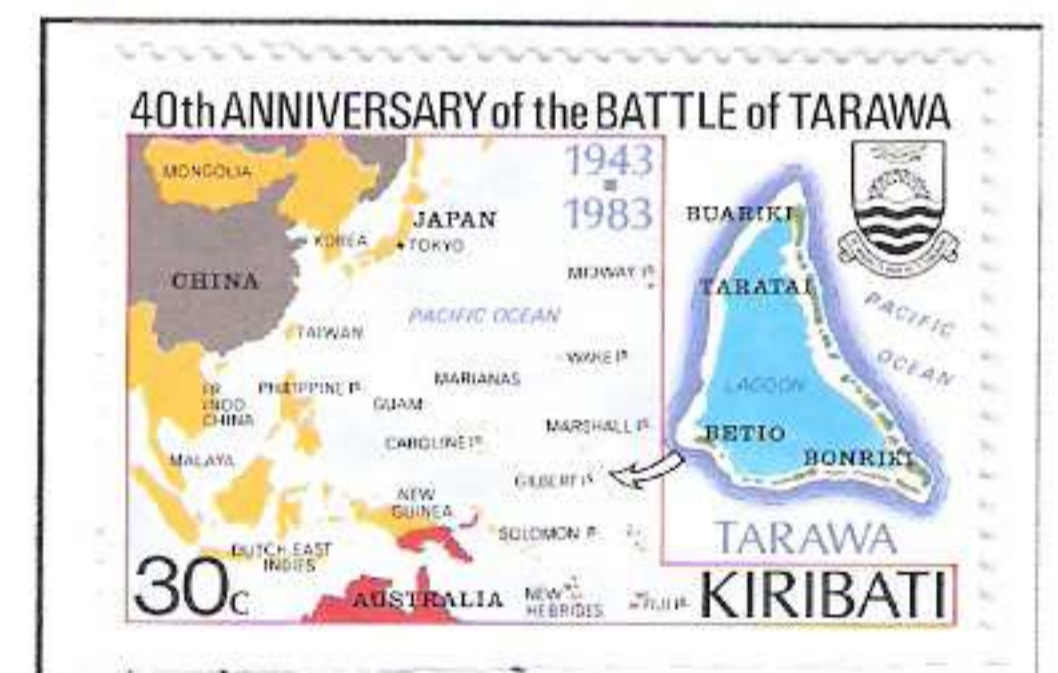 40th ANNIVERSARY of the BATTLE of TARAWA
1943
1983
MONGOLIA
JAPAN
KOREA
TOKYO
CHINA
MIDWAY Is
TAIWAN
PACIFIC OCEAN
WAKE Is
MARIANAS
FR
INDO
CHINA
PHILIPPINE Is
GUAM
MARSHALL Is
CAROLINE Is
MALAYA
GILBERT Is
NEW
GUINEA
SOLOMON Is
DUTCH EAST
INDIES
30c
AUSTRALIA
NEW
HEBRIDES
FIJI Is
BUARIKI
TARATAI
PACIFIC
OCEAN
LAGOON
BETIO
BONRIKI
TARAWA
KIRIBATI